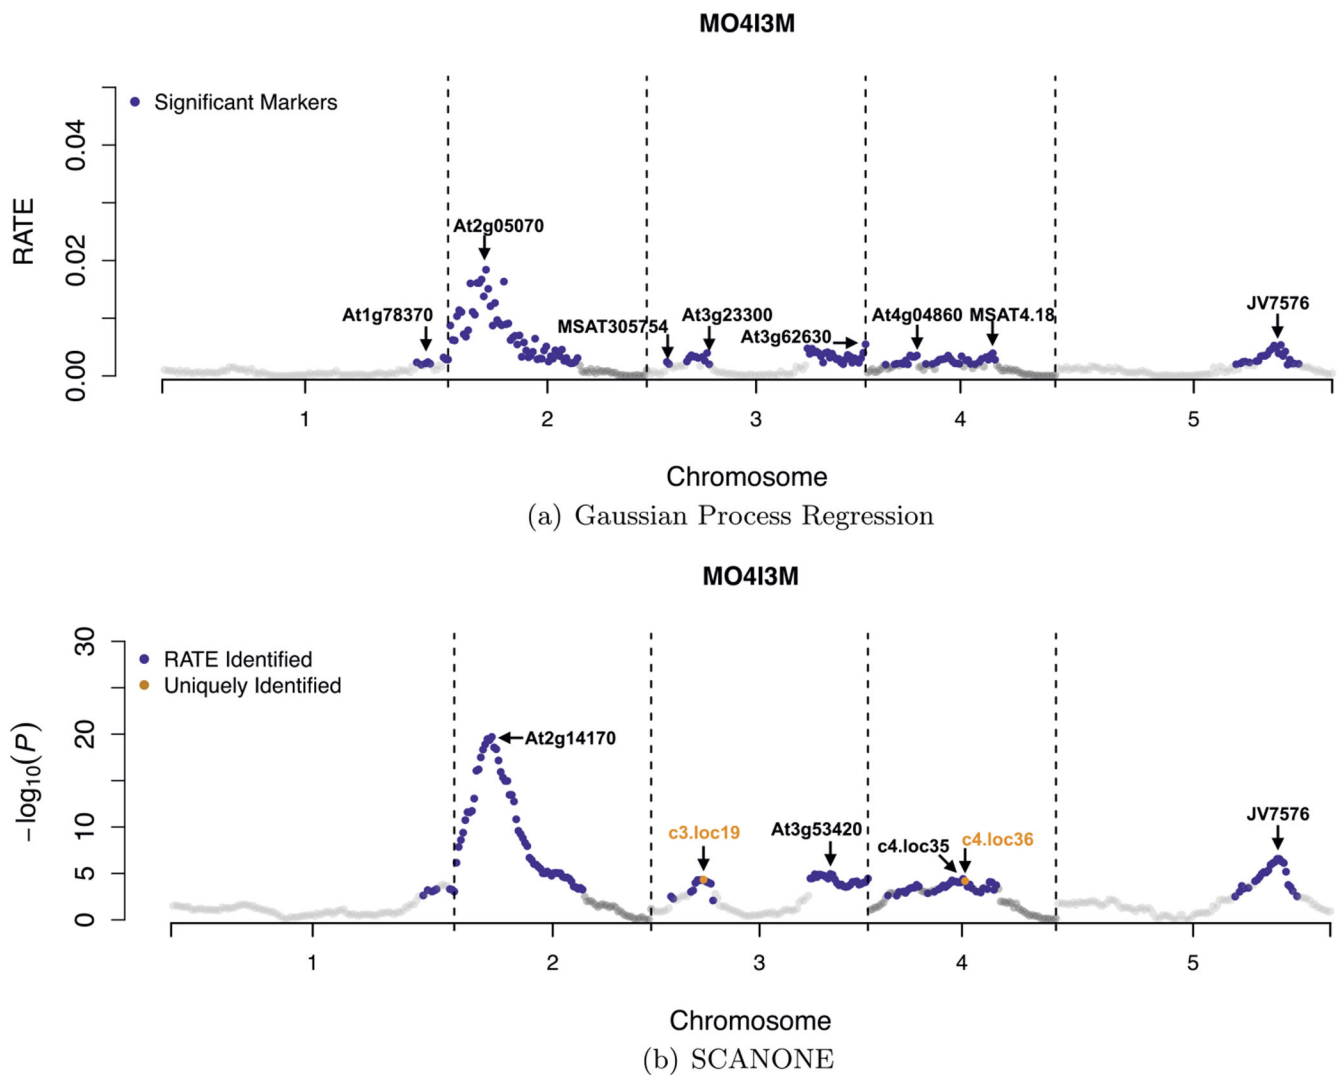 MO4I3M
Significant Markers
RATE
0.00 0.02 0.04
At1g78370
At2g05070
MSAT305754
At3g23300
At3g62630
At4g04860
MSAT4.18
JV7576
1 2 3 4 5
Chromosome
(a) Gaussian Process Regression
MO4I3M
RATE Identified
Uniquely Identified
−log10(P)
0 5 10 20 30
At2g14170
c3.loc19
At3g53420
c4.loc35
c4.loc36
JV7576
1 2 3 4 5
Chromosome
(b) SCANONE